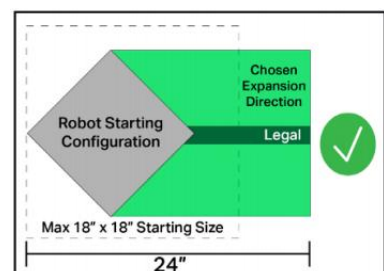 Chosen
Expansion
Direction
Robot Starting
Configuration
Legal
Max 18" x 18" Starting Size
24"